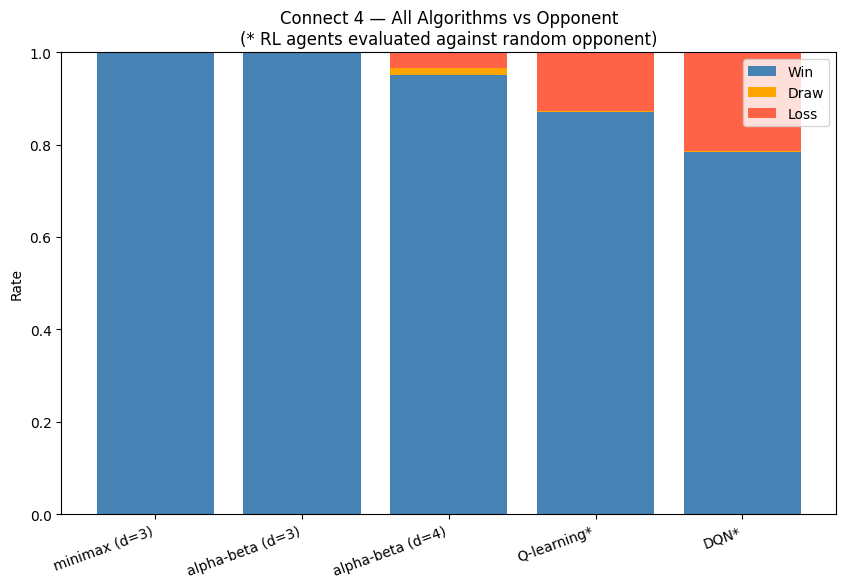 Connect 4 — All Algorithms vs Opponent
(* RL agents evaluated against random opponent)
Win
Draw
Loss
Rate
1.0
0.8
0.6
0.4
0.2
0.0
minimax (d=3)
alpha-beta (d=3)
alpha-beta (d=4)
Q-learning*
DQN*